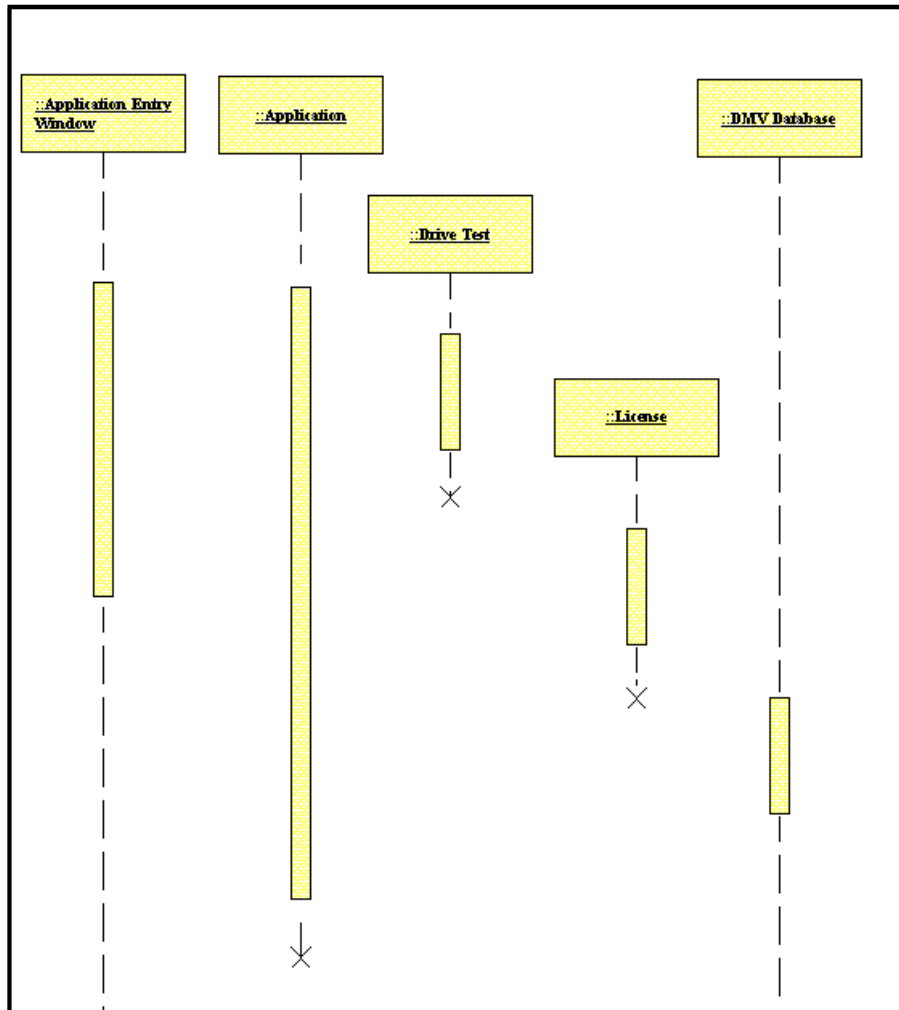 ::Application Entry
Window
::Application
::DMV Database
::Drive Test
::License